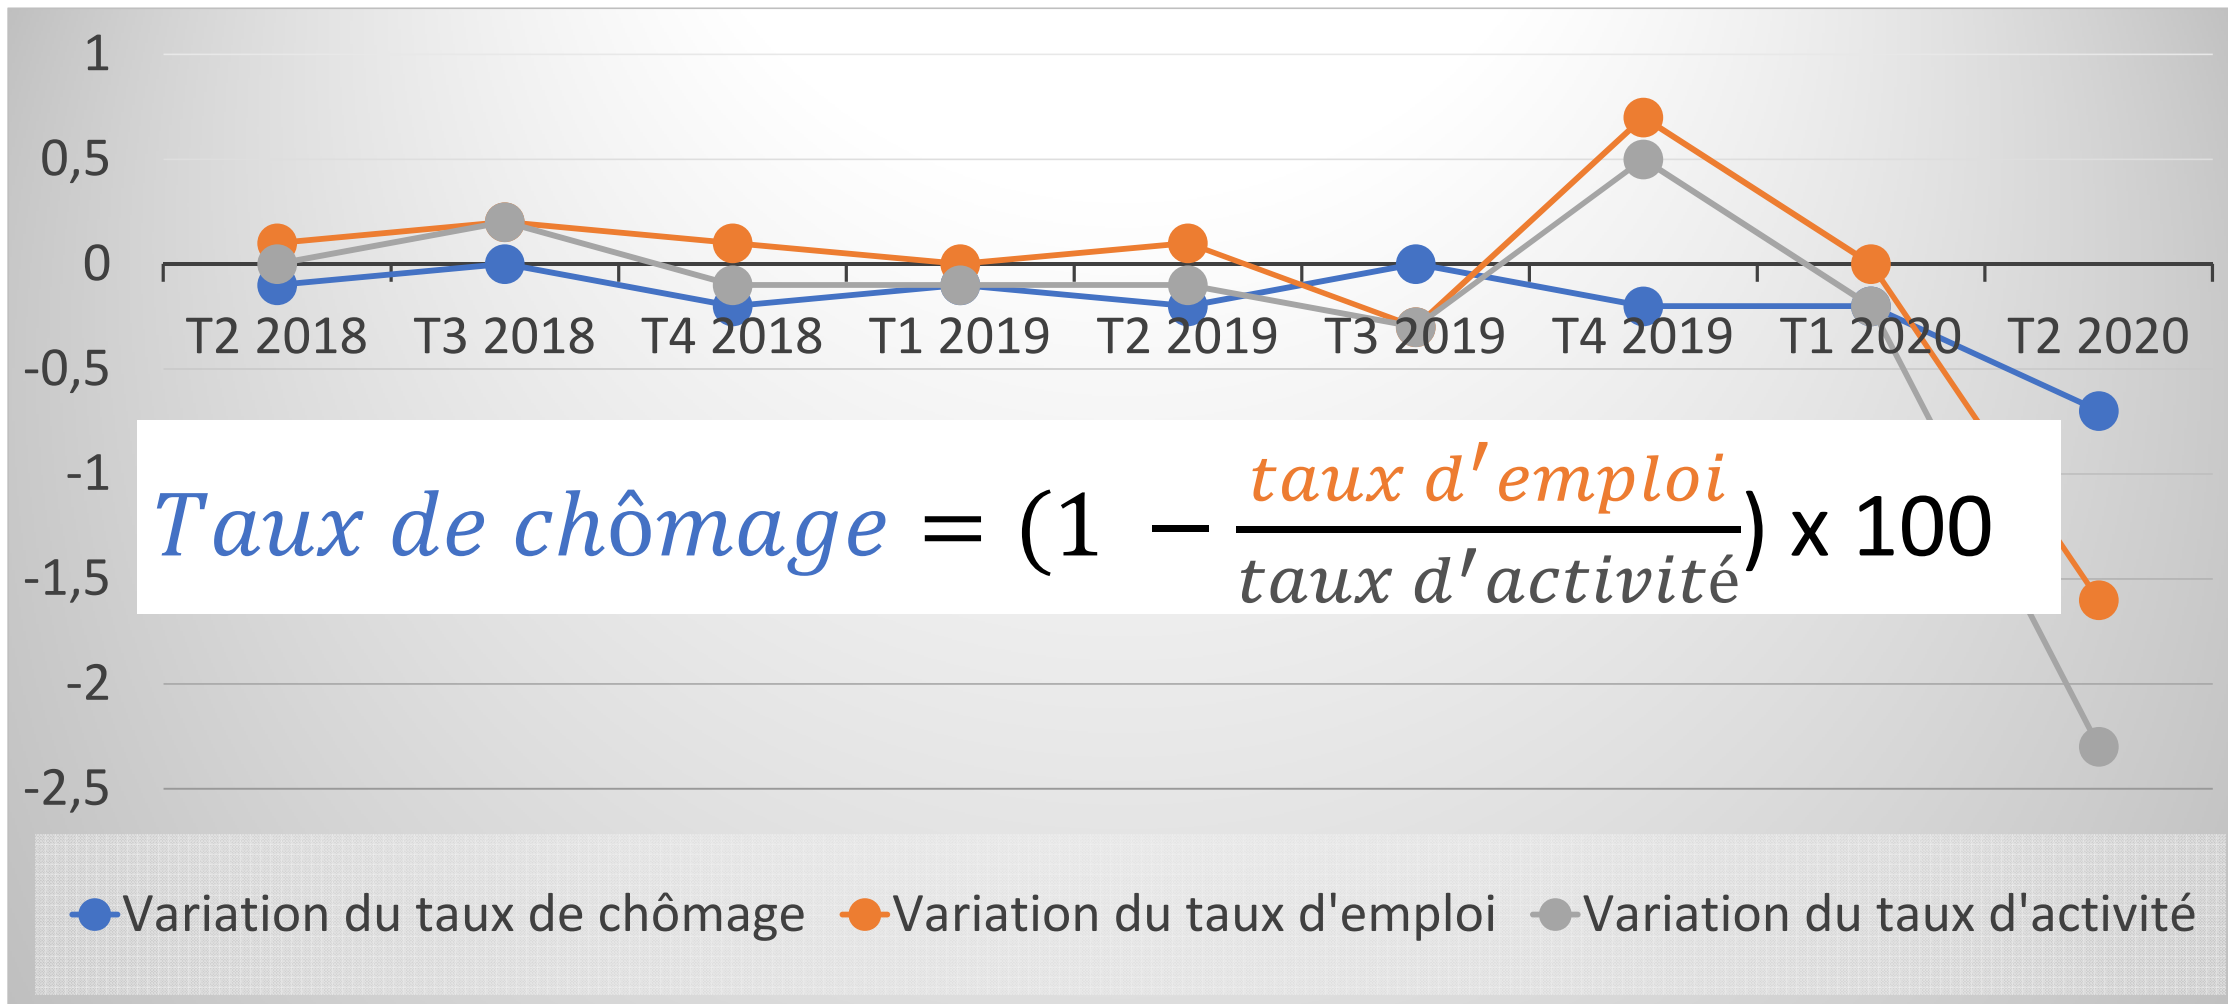 1
0,5
0
T2 2018 T3 2018 T4 2018 T1 2019 T2 2019 T3 2019 T4 2019 T1 2020 T2 2020
-0,5
-1
Taux de chômage = (1 − taux d'emploi / taux d'activité) x 100
-1,5
-2
-2,5
Variation du taux de chômage Variation du taux d'emploi Variation du taux d'activité